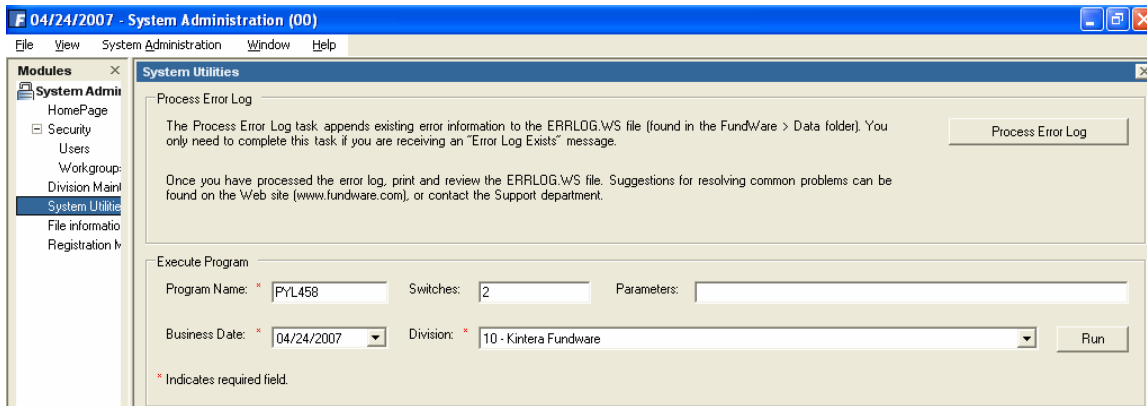 F 04/24/2007 - System Administration (00)
File View System Administration Window Help
Modules
System Admi
HomePage
Security
Users
Workgroup
Division Maint
System Utilitie
File informatio
Registration M
System Utilities
Process Error Log
The Process Error Log task appends existing error information to the ERRLOG.WS file (found in the FundWare > Data folder). You
only need to complete this task if you are receiving an "Error Log Exists" message.
Process Error Log
Once you have processed the error log, print and review the ERRLOG.WS file. Suggestions for resolving common problems can be
found on the Web site (www.fundware.com), or contact the Support department.
Execute Program
Program Name: * PYL458 Switches: 2 Parameters:
Business Date: * 04/24/2007 Division: * 10 - Kintera Fundware Run
* Indicates required field.